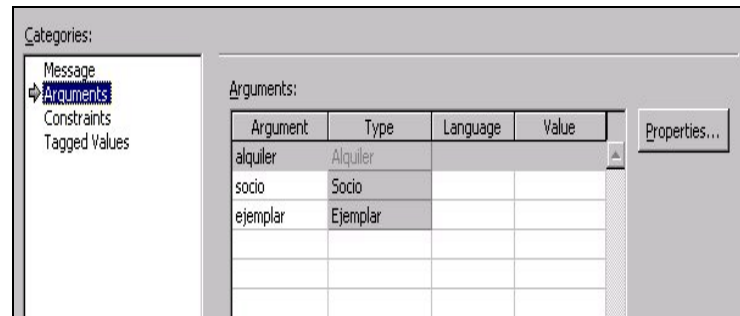 Categories:
Message
Arguments
Constraints
Tagged Values
Arguments:
Argument Type Language Value
alquiler Alquiler
socio Socio
ejemplar Ejemplar
Properties...